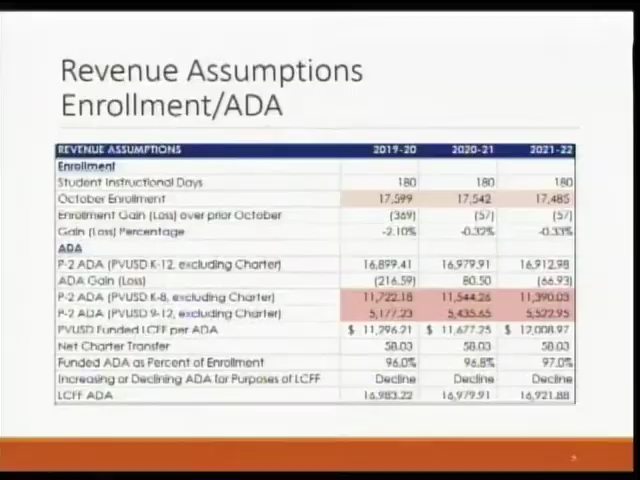 Revenue Assumptions
Enrollment/ADA
REVENUE ASSUMPTIONS 2019-20 2020-21 2021-22
Enrollment
Student Instructional Days 180 180 180
October Enrollment 17,599 17,542 17,485
Enrollment Gain (Loss) over prior October (369) (57) (57)
Gain (Loss) Percentage -2.10% -0.32% -0.33%
ADA
P-2 ADA (PVUSD K-12, excluding Charter) 16,899.41 16,979.91 16,912.98
ADA Gain (Loss) (216.59) 80.50 (66.93)
P-2 ADA (PVUSD K-8, excluding Charter) 11,722.18 11,544.26 11,390.03
P-2 ADA (PVUSD 9-12, excluding Charter) 5,177.23 5,435.65 5,522.95
PVUSD Funded LCFF per ADA $ 11,296.21 $ 11,677.25 $ 12,008.97
Net Charter Transfer 58.03 58.03 58.03
Funded ADA as Percent of Enrollment 96.0% 96.8% 97.0%
Increasing or Declining ADA for Purposes of LCFF Decline Decline Decline
LCFF ADA 16,983.22 16,979.91 16,921.88